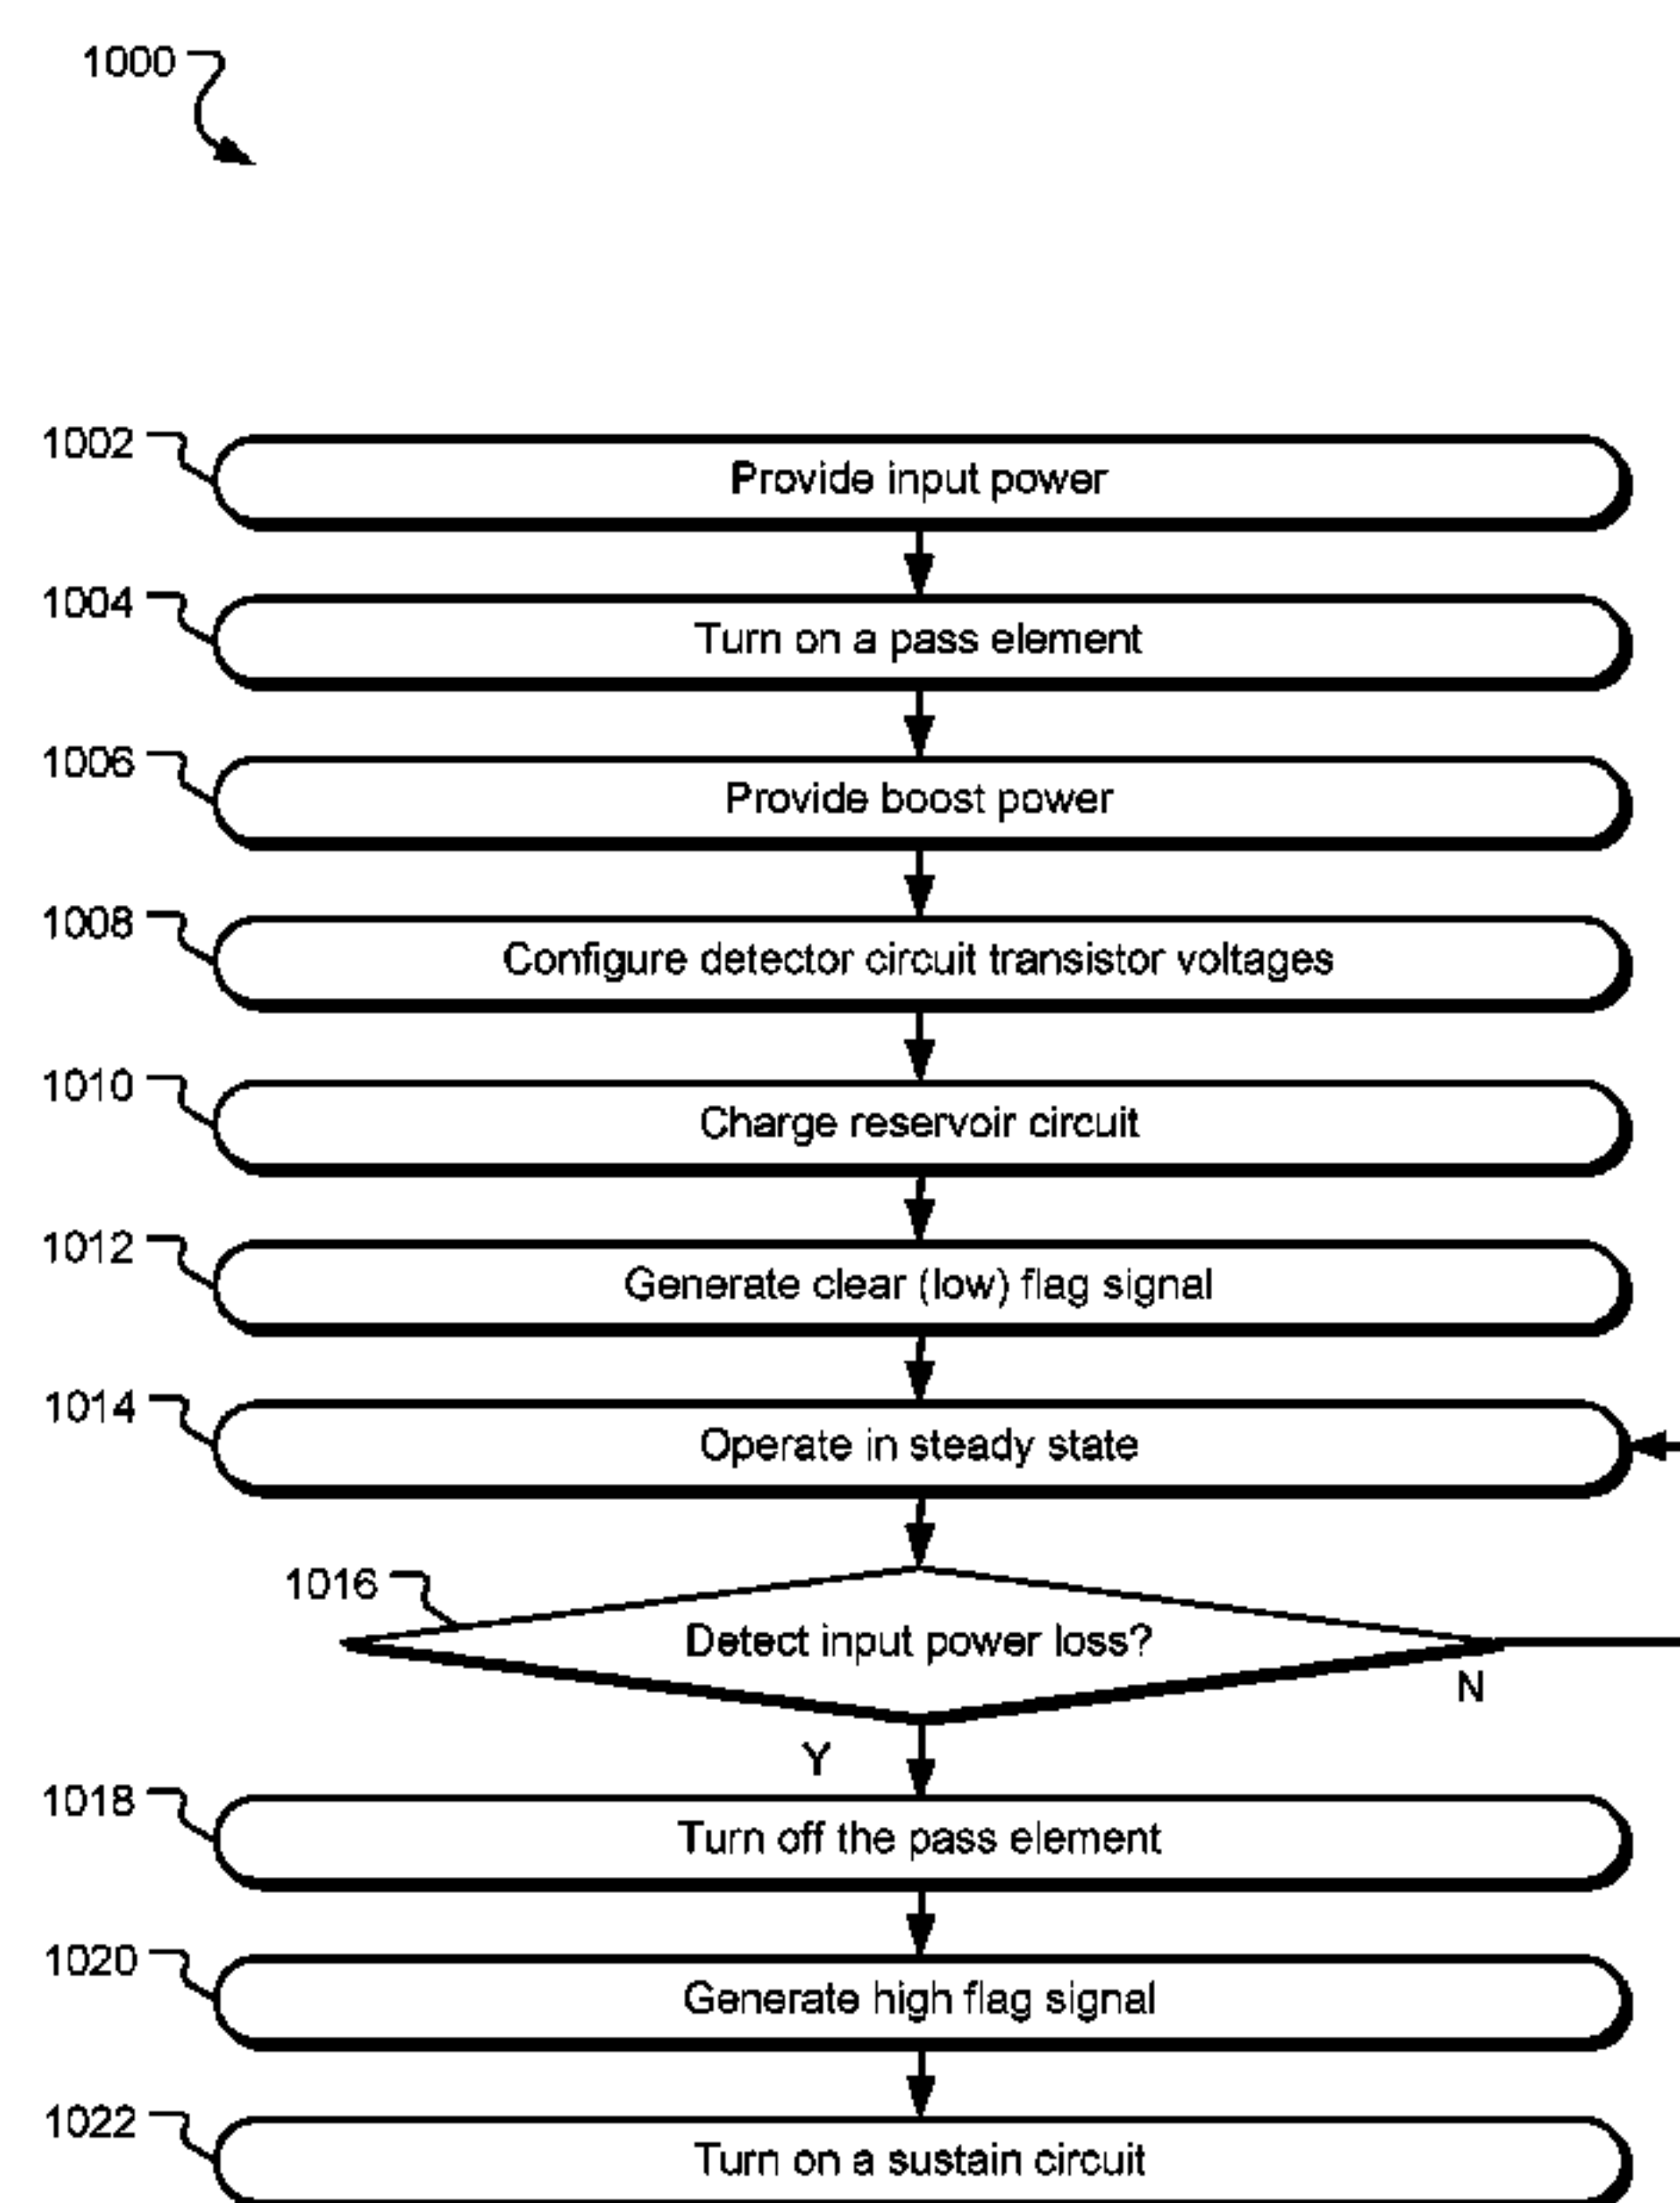 1000
1002
Provide input power
1004
Turn on a pass element
1006
Provide boost power
1008
Configure detector circuit transistor voltages
1010
Charge reservoir circuit
1012
Generate clear (low) flag signal
1014
Operate in steady state
1016
Detect input power loss?
N
Y
1018
Turn off the pass element
1020
Generate high flag signal
1022
Turn on a sustain circuit